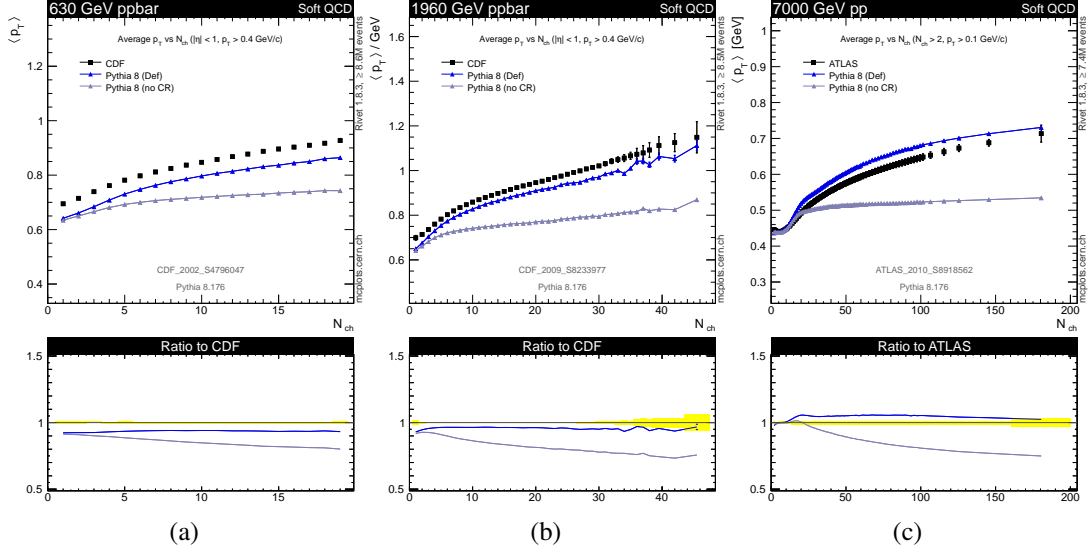 630 GeV ppbar Soft QCD
⟨ p_T ⟩
Average p_T vs N_ch (|η| < 1, p_T > 0.4 GeV/c)
CDF
Pythia 8 (Def)
Pythia 8 (no CR)
1.2
1
0.8
0.6
0.4
CDF_2002_S4796047
Pythia 8.176
Rivet 1.8.3, ≥ 8.6M events
mcplots.cern.ch
0 5 10 15
N_ch
Ratio to CDF
1.5
1
0.5
0 5 10 15
(a)
1960 GeV ppbar Soft QCD
⟨ p_T ⟩ / GeV
Average p_T vs N_ch (|η| < 1, p_T > 0.4 GeV/c)
CDF
Pythia 8 (Def)
Pythia 8 (no CR)
1.6
1.4
1.2
1
0.8
0.6
CDF_2009_S8233977
Pythia 8.176
Rivet 1.8.3, ≥ 8.5M events
mcplots.cern.ch
0 10 20 30 40
N_ch
Ratio to CDF
1.5
1
0.5
0 10 20 30 40
(b)
7000 GeV pp Soft QCD
⟨ p_T ⟩ [GeV]
Average p_T vs N_ch (N_ch > 2, p_T > 0.1 GeV/c)
ATLAS
Pythia 8 (Def)
Pythia 8 (no CR)
1
0.9
0.8
0.7
0.6
0.5
0.4
0.3
ATLAS_2010_S8918562
Pythia 8.176
Rivet 1.8.3, ≥ 7.4M events
mcplots.cern.ch
0 50 100 150 200
N_ch
Ratio to ATLAS
1.5
1
0.5
0 50 100 150 200
(c)